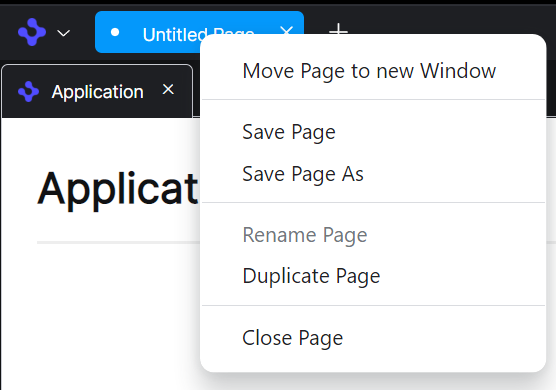 Untitled Page
Move Page to new Window
Application
Save Page
Save Page As
Applicat
Rename Page
Duplicate Page
Close Page